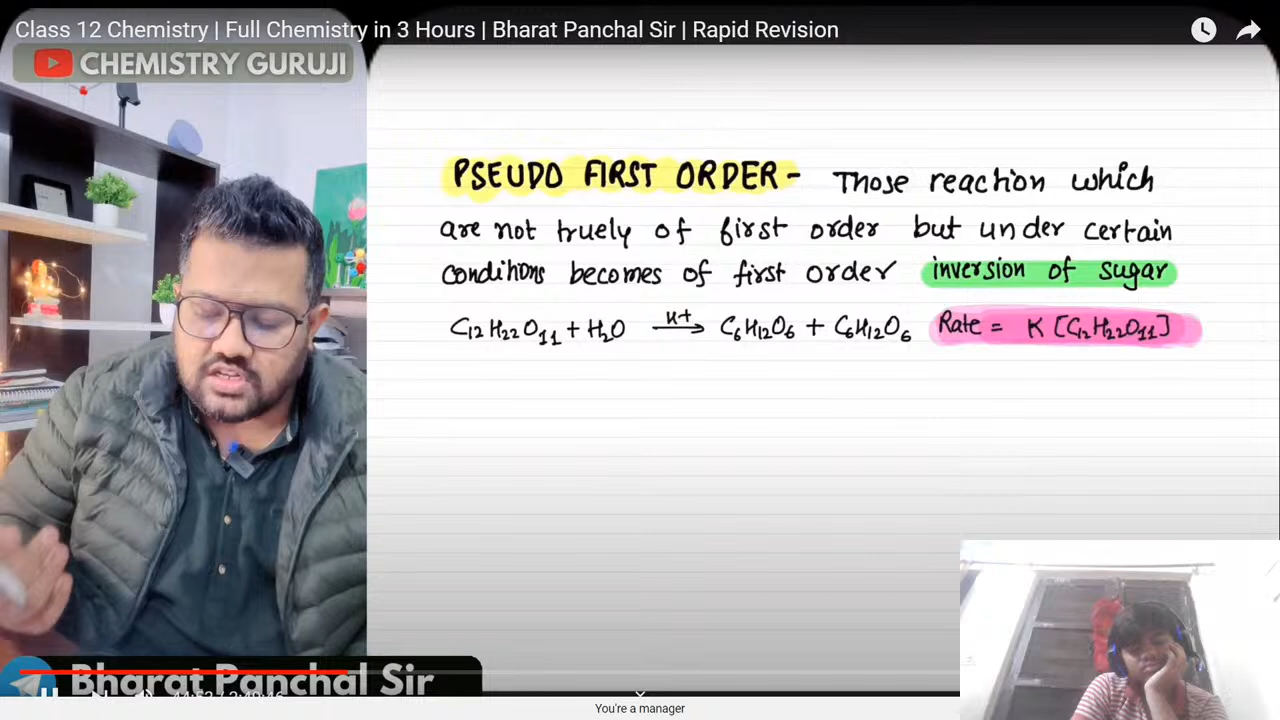 Class 12 Chemistry | Full Chemistry in 3 Hours | Bharat Panchal Sir | Rapid Revision
CHEMISTRY GURUJI
PSEUDO FIRST ORDER - Those reaction which
are not truely of first order but under certain
conditions becomes of first order inversion of sugar
C12H22O11 + H2O H+→ C6H12O6 + C6H12O6 Rate = K [C12H22O11]
Bharat Panchal Sir
You're a manager